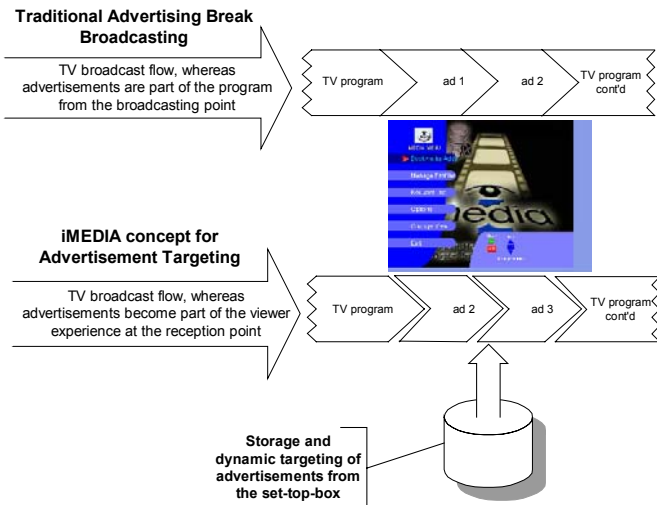 Traditional Advertising Break
Broadcasting
TV broadcast flow, whereas
advertisements are part of the program
from the broadcasting point
TV program
ad 1
ad 2
TV program
cont'd
Options
Exit
media
iMEDIA concept for
Advertisement Targeting
TV broadcast flow, whereas
advertisements become part of the viewer
experience at the reception point
TV program
ad 2
ad 3
TV program
cont'd
Storage and
dynamic targeting of
advertisements from
the set-top-box